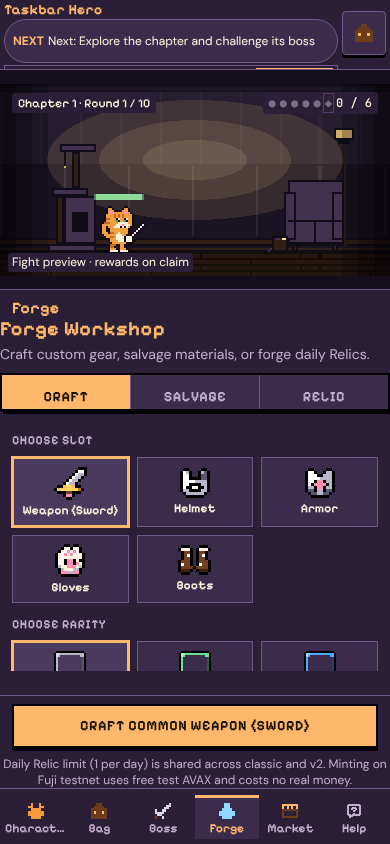 Taskbar Hero
NEXT Next: Explore the chapter and challenge its boss
Chapter 1 · Round 1 / 10
0 / 6
Fight preview · rewards on claim
Forge
Forge Workshop
Craft custom gear, salvage materials, or forge daily Relics.
CRAFT SALVAGE RELIC
CHOOSE SLOT
Weapon (Sword) Helmet Armor
Gloves Boots
CHOOSE RARITY
CRAFT COMMON WEAPON (SWORD)
Daily Relic limit (1 per day) is shared across classic and v2. Minting on
Fuji testnet uses free test AVAX and costs no real money.
Charact... Bag Boss Forge Market Help